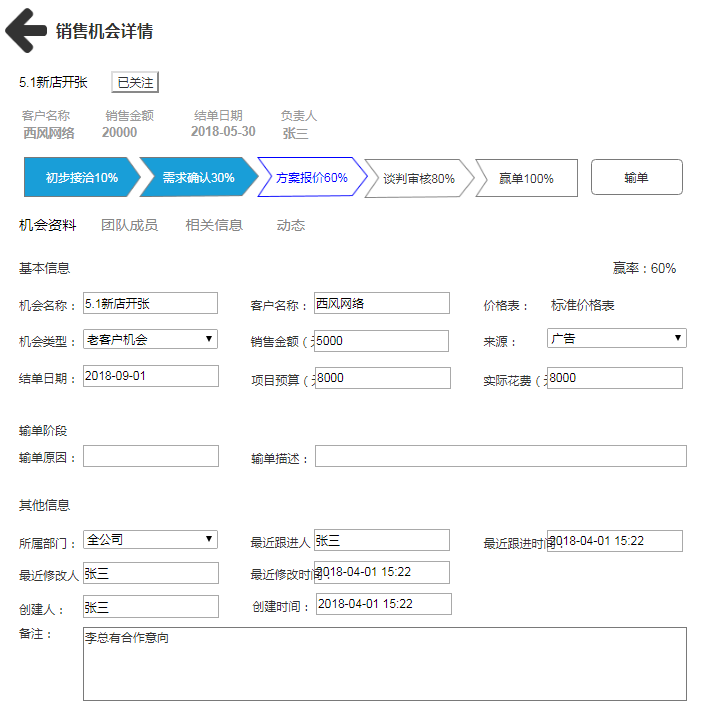 销售机会详情
5.1新店开张 已关注
客户名称 销售金额 结单日期 负责人
西风网络 20000 2018-05-30 张三
初步接洽10% 需求确认30% 方案报价60% 谈判审核80% 赢单100% 输单
机会资料 团队成员 相关信息 动态
基本信息 赢率：60%
机会名称： 5.1新店开张 客户名称： 西风网络 价格表： 标准价格表
机会类型： 老客户机会 销售金额（ 5000 来源： 广告
结单日期： 2018-09-01 项目预算（ 8000 实际花费（ 8000
输单阶段
输单原因： 输单描述：
其他信息
所属部门： 全公司 最近跟进人 张三 最近跟进时间： 2018-04-01 15:22
最近修改人 张三 最近修改时间： 2018-04-01 15:22
创建人： 张三 创建时间： 2018-04-01 15:22
备注： 李总有合作意向